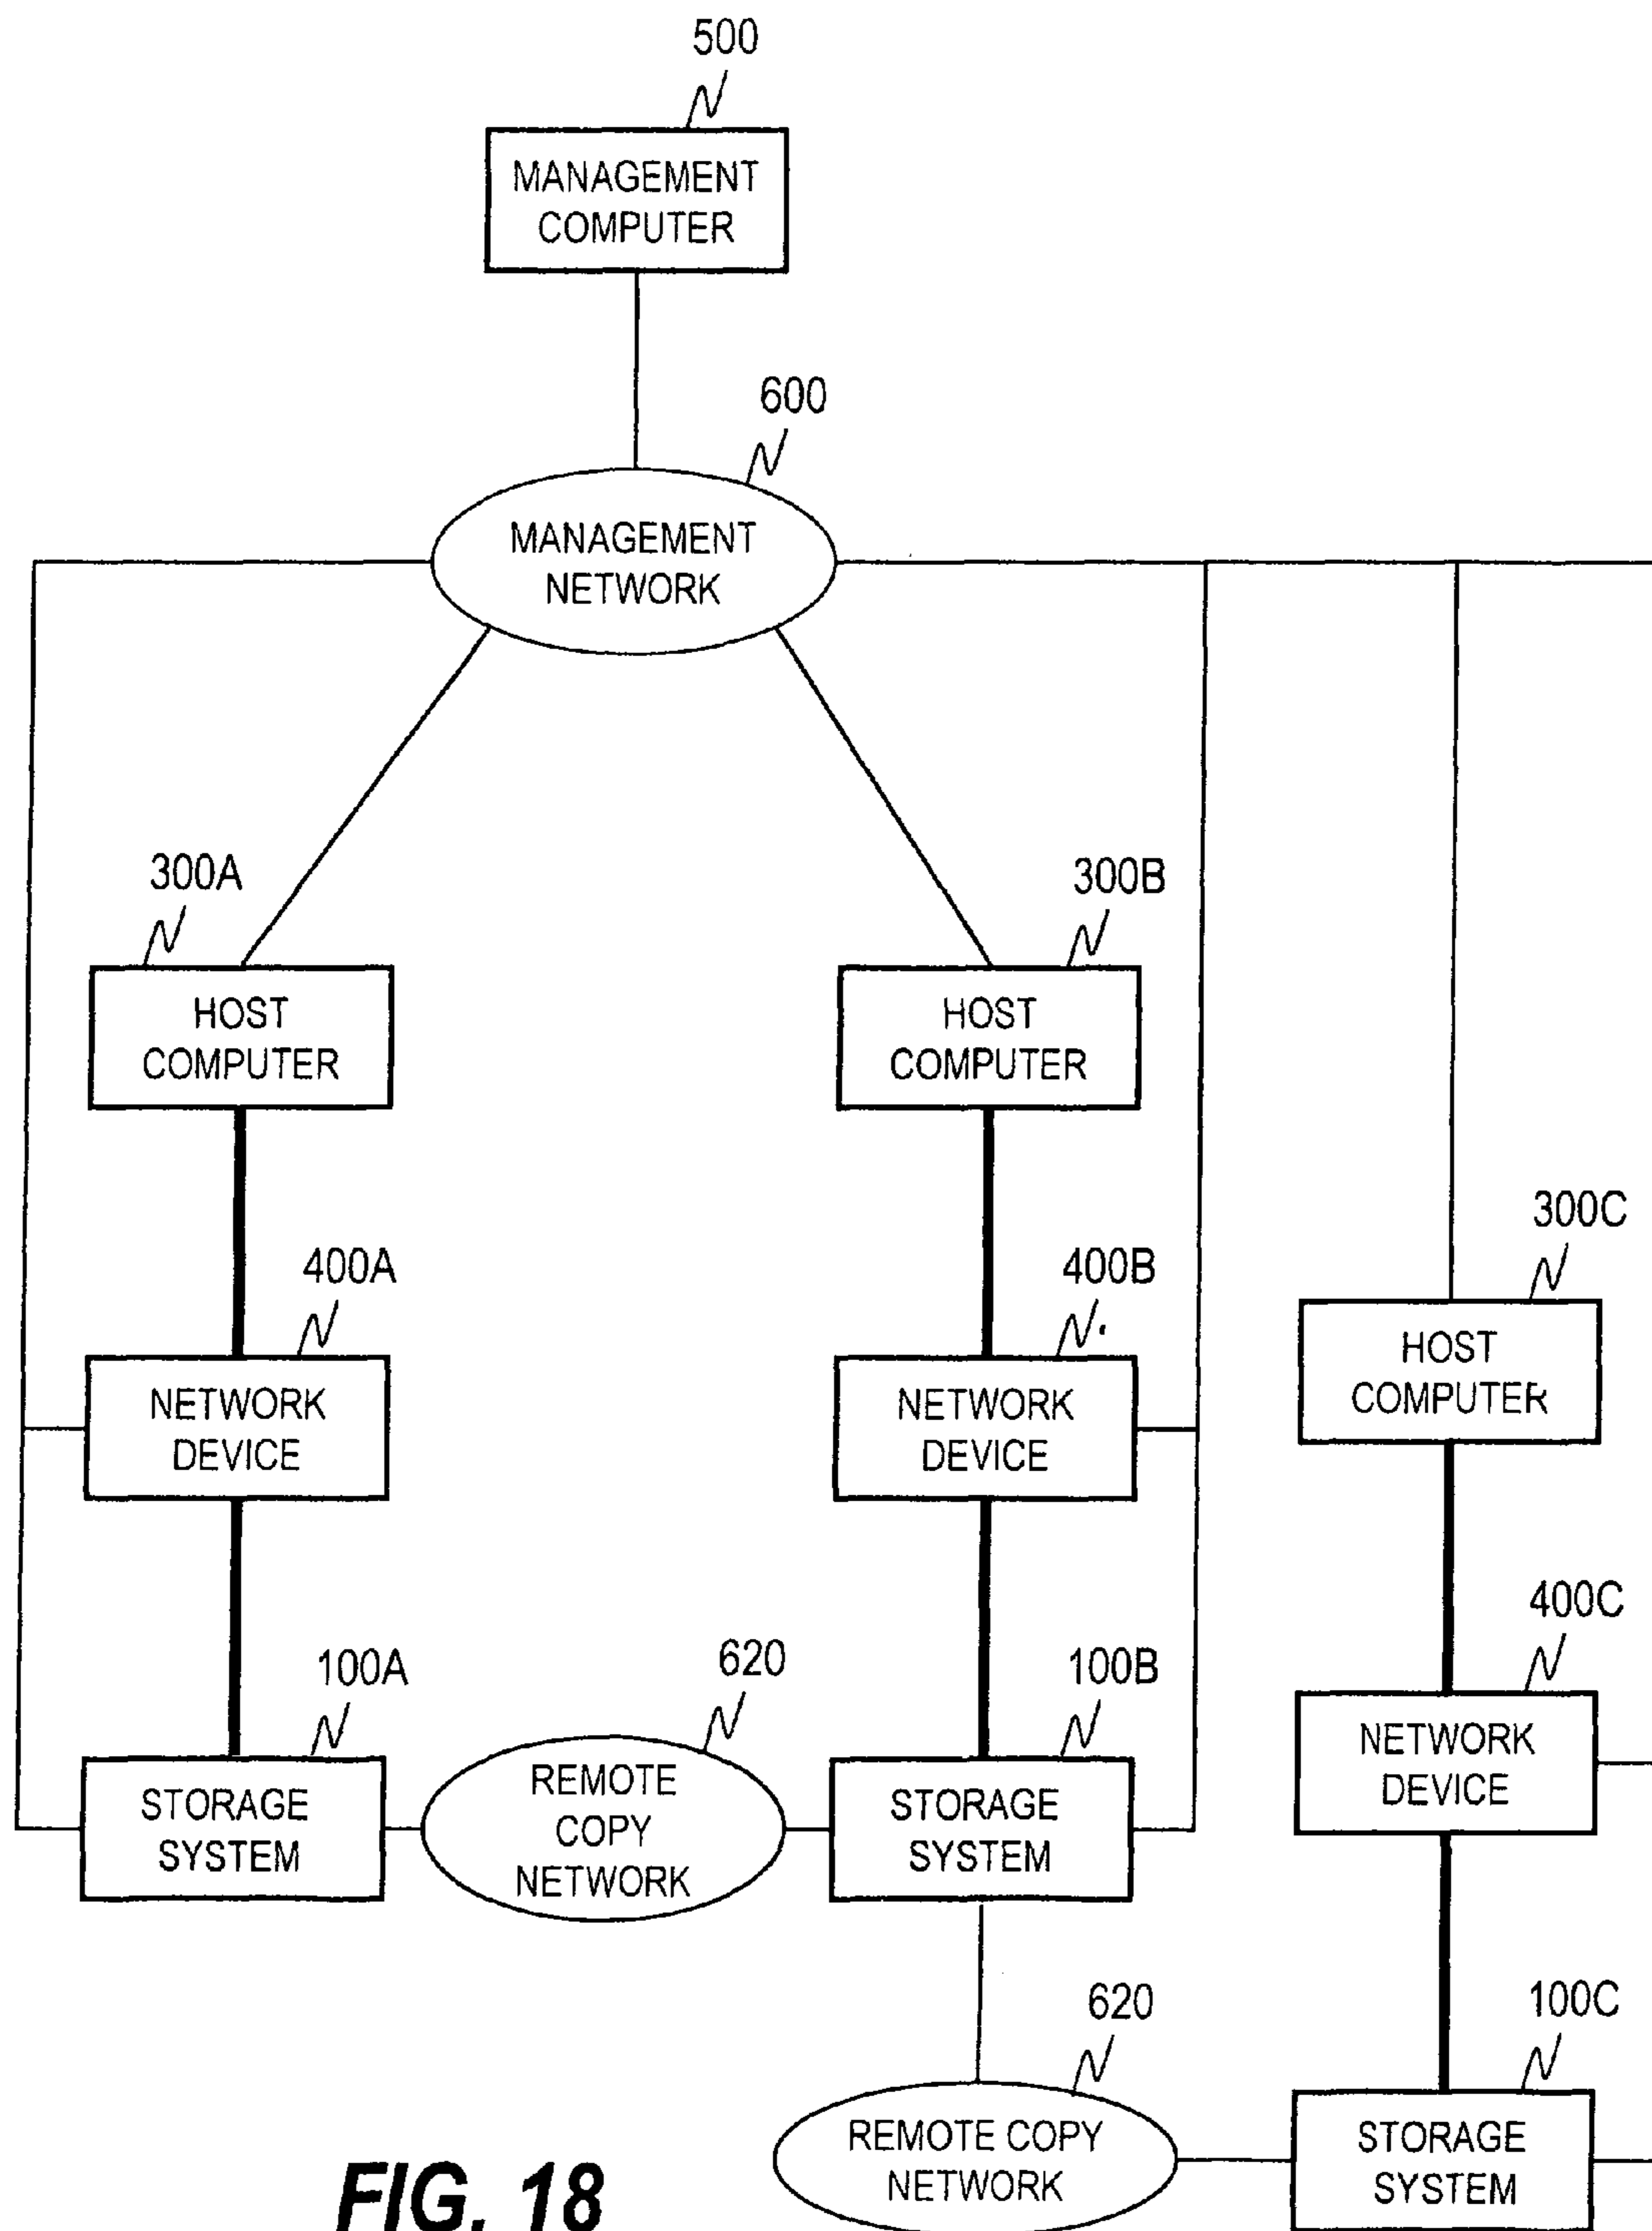 500
MANAGEMENT
COMPUTER
600
MANAGEMENT
NETWORK
300A
HOST
COMPUTER
300B
HOST
COMPUTER
300C
HOST
COMPUTER
400A
NETWORK
DEVICE
400B
NETWORK
DEVICE
400C
NETWORK
DEVICE
100A
STORAGE
SYSTEM
620
REMOTE
COPY
NETWORK
100B
STORAGE
SYSTEM
620
REMOTE COPY
NETWORK
100C
STORAGE
SYSTEM
FIG. 18